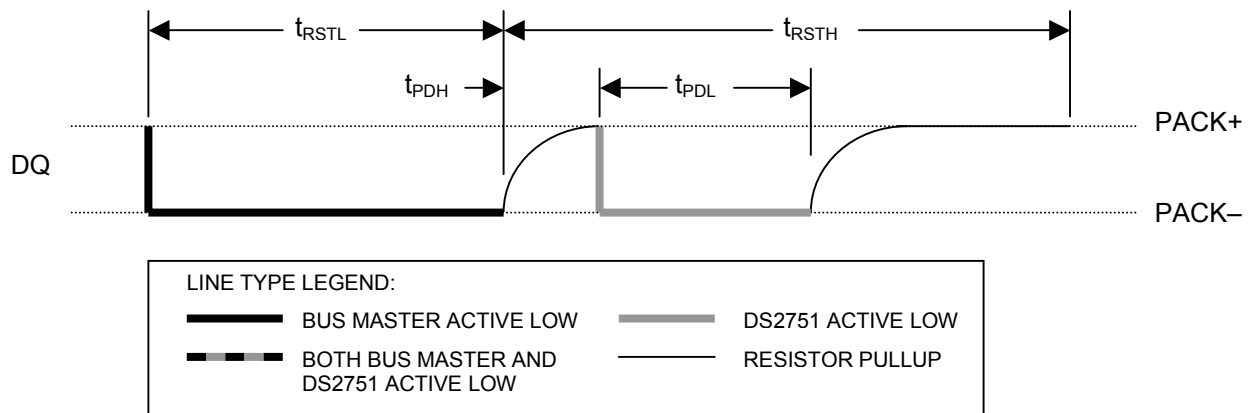 tRSTL
tRSTH
tPDH
tPDL
PACK+
DQ
PACK–
LINE TYPE LEGEND:
BUS MASTER ACTIVE LOW
DS2751 ACTIVE LOW
BOTH BUS MASTER AND
DS2751 ACTIVE LOW
RESISTOR PULLUP